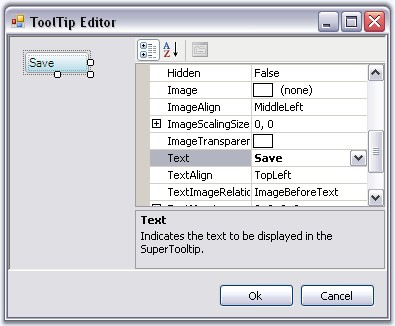 ToolTip Editor
Save
Hidden False
Image (none)
ImageAlign MiddleLeft
ImageScalingSize 0, 0
ImageTransparer
Text Save
TextAlign TopLeft
TextImageRelatic ImageBeforeText
Text
Indicates the text to be displayed in the
SuperTooltip.
Ok Cancel